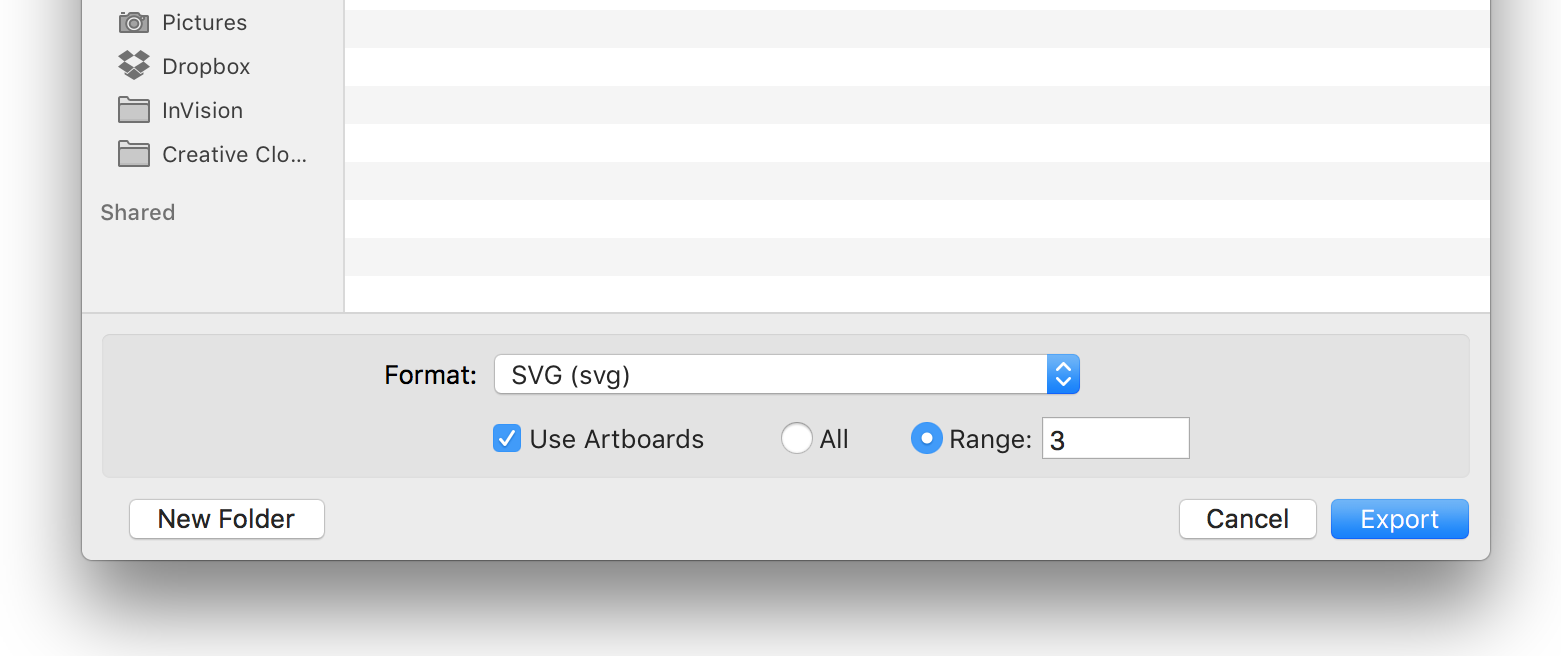 Pictures
Dropbox
InVision
Creative Clo...
Shared
Format: SVG (svg)
Use Artboards All Range: 3
New Folder Cancel Export